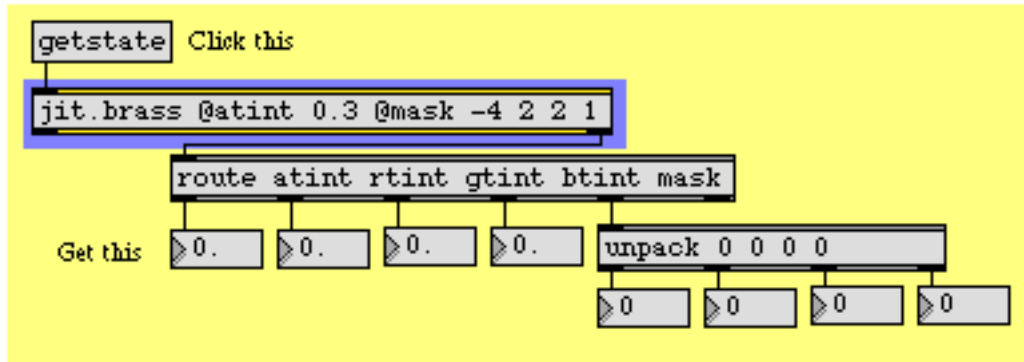 getstate Click this
jit.brass @atint 0.3 @mask -4 2 2 1
route atint rtint gtint btint mask
Get this 0. 0. 0. 0. unpack 0 0 0 0
0 0 0 0